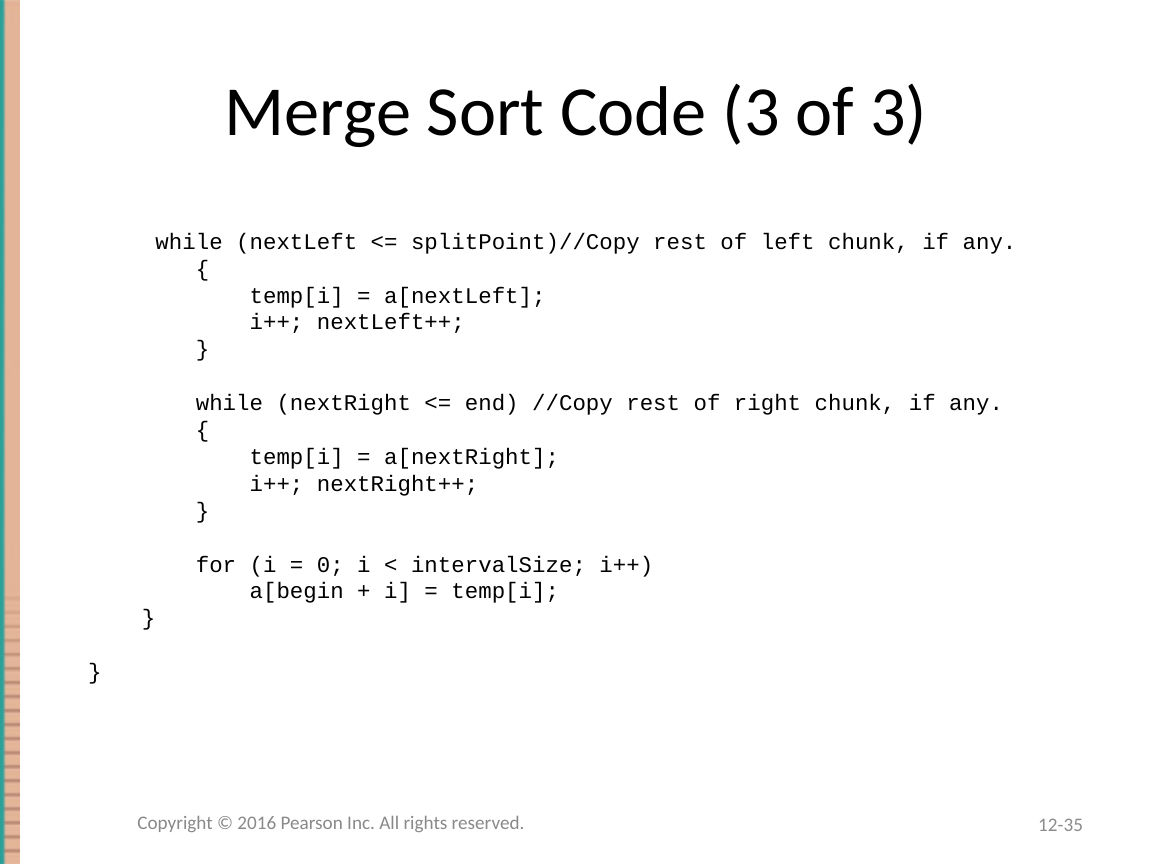 Merge Sort Code (3 of 3)
while (nextLeft <= splitPoint)//Copy rest of left chunk, if any.
{
temp[i] = a[nextLeft];
i++; nextLeft++;
}
while (nextRight <= end) //Copy rest of right chunk, if any.
{
temp[i] = a[nextRight];
i++; nextRight++;
}
for (i = 0; i < intervalSize; i++)
a[begin + i] = temp[i];
}
}
Copyright © 2016 Pearson Inc. All rights reserved.
12-35